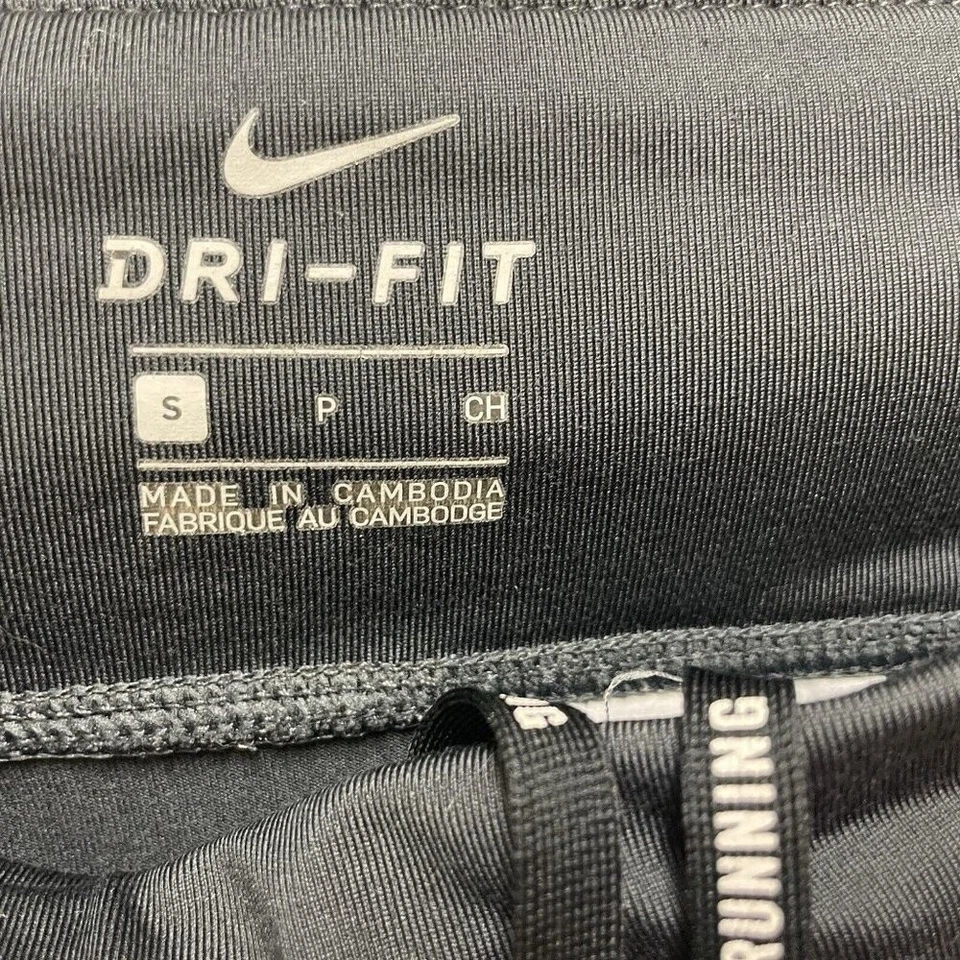 DRI-FIT
S P CH
MADE IN CAMBODIA
FABRIQUE AU CAMBODGE
RUNNING